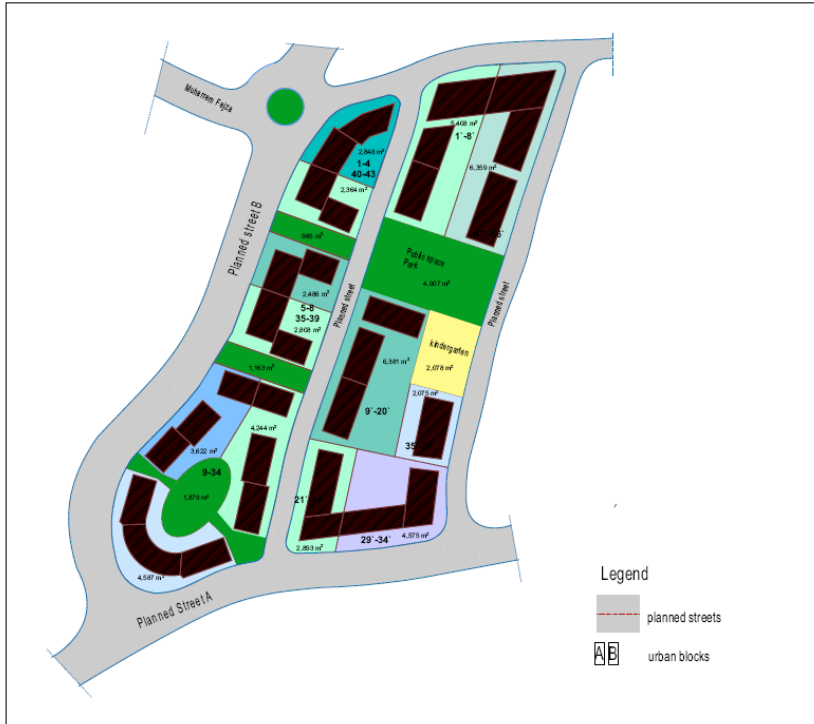 Muharrem Fejza
5,408 m²
1`-8`
6,359 m²
2,848 m²
1-4
40-43
2,364 m²
Planned street B
965 m²
Public space
Park
4,507 m²
2,486 m²
Planned street
Planned street
5-8
35-39
2,808 m²
kindergarten
2,078 m²
6,381 m²
1,163 m²
2,075 m²
9`-20`
4,244 m²
3,622 m²
9-34
1,879 m²
29`-34`
4,575 m²
2,893 m²
4,587 m²
Planned Street A
Legend
planned streets
A B urban blocks